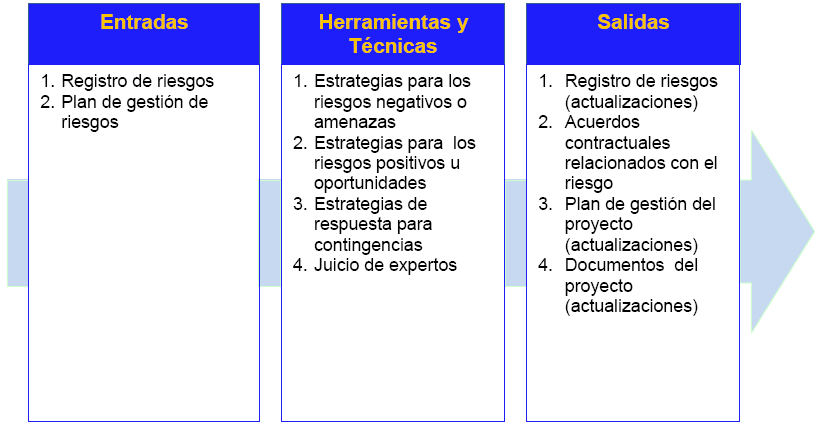 Entradas
1. Registro de riesgos
2. Plan de gestión de
riesgos
Herramientas y
Técnicas
1. Estrategias para los
riesgos negativos o
amenazas
2. Estrategias para los
riesgos positivos u
oportunidades
3. Estrategias de
respuesta para
contingencias
4. Juicio de expertos
Salidas
1. Registro de riesgos
(actualizaciones)
2. Acuerdos
contractuales
relacionados con el
riesgo
3. Plan de gestión del
proyecto
(actualizaciones)
4. Documentos del
proyecto
(actualizaciones)